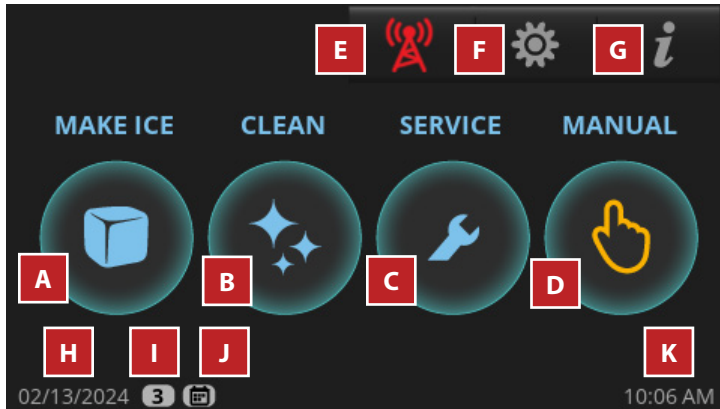 E F G i
MAKE ICE CLEAN SERVICE MANUAL
A B C D
H I J K
02/13/2024 3 10:06 AM